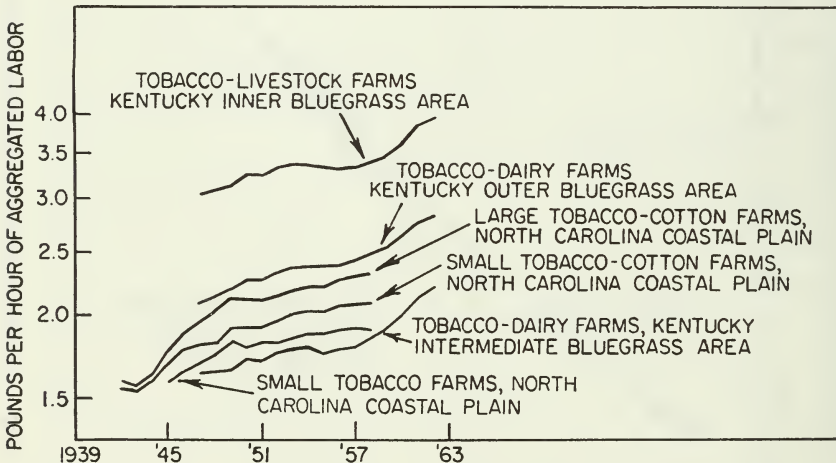 POUNDS PER HOUR OF AGGREGATED LABOR
4.0
3.5
3.0
2.5
2.0
1.5
TOBACCO-LIVESTOCK FARMS
KENTUCKY INNER BLUEGRASS AREA
TOBACCO-DAIRY FARMS
KENTUCKY OUTER BLUEGRASS AREA
LARGE TOBACCO-COTTON FARMS,
NORTH CAROLINA COASTAL PLAIN
SMALL TOBACCO-COTTON FARMS,
NORTH CAROLINA COASTAL PLAIN
TOBACCO-DAIRY FARMS, KENTUCKY
INTERMEDIATE BLUEGRASS AREA
SMALL TOBACCO FARMS, NORTH
CAROLINA COASTAL PLAIN
1939 '45 '51 '57 '63